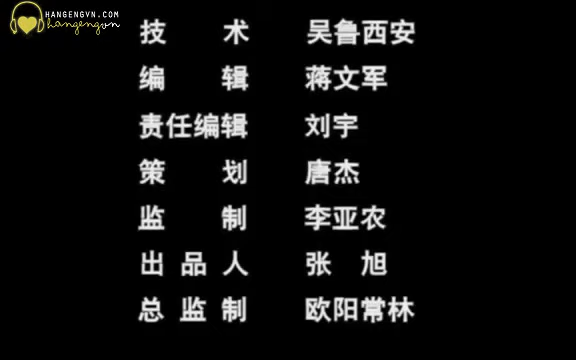 HANGENGVN.COM
hangengvn
技 术 吴鲁西安
编 辑 蒋文军
责任编辑 刘宇
策 划 唐杰
监 制 李亚农
出 品 人 张 旭
总 监 制 欧阳常林